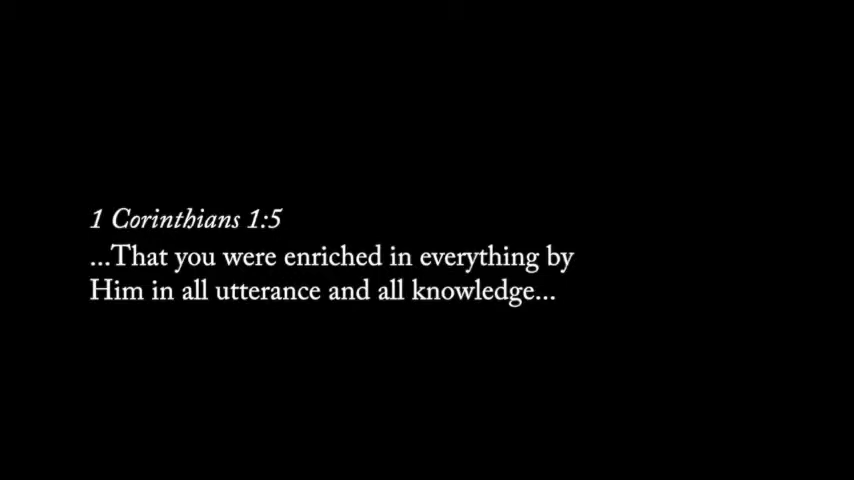 1 Corinthians 1:5
...That you were enriched in everything by
Him in all utterance and all knowledge...